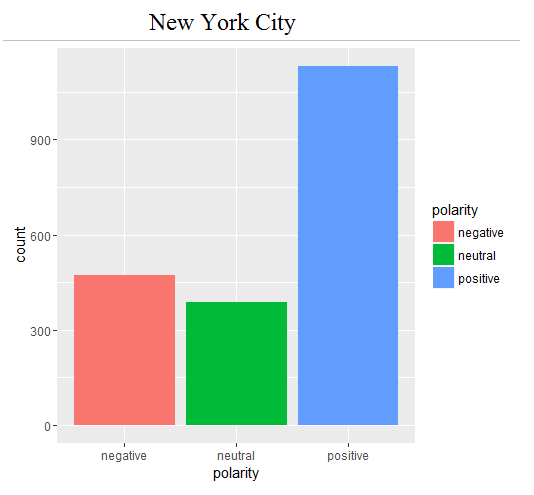 New York City
count
900
600
300
0
negative neutral positive
polarity
polarity
negative
neutral
positive